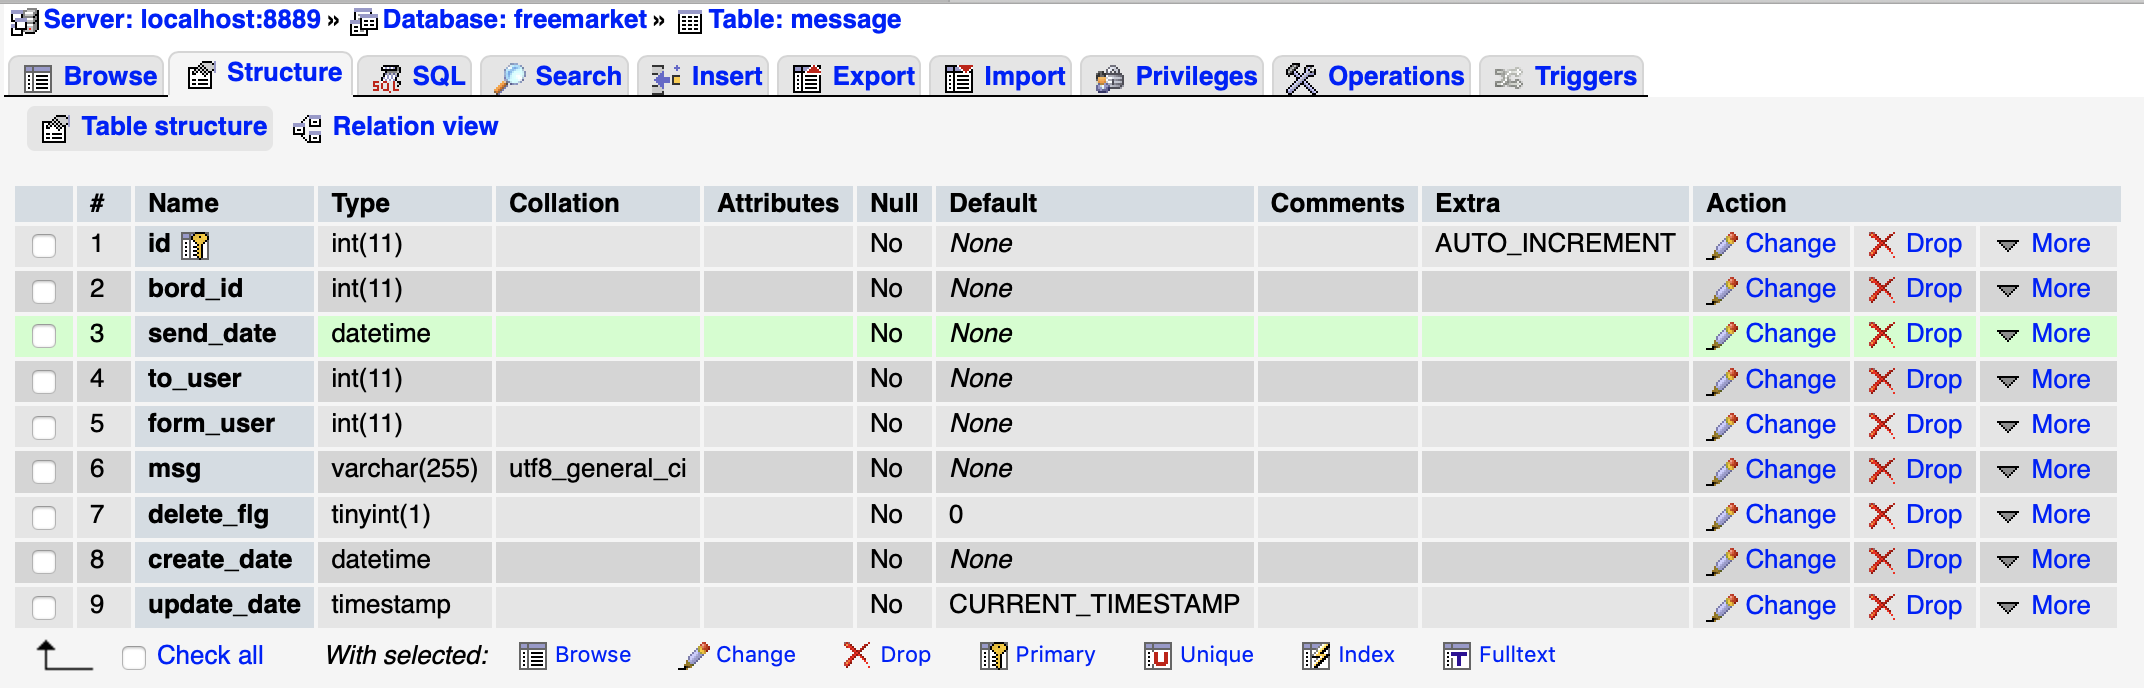 Server: localhost:8889 » Database: freemarket » Table: message
Browse Structure SQL Search Insert Export Import Privileges Operations Triggers
Table structure Relation view
# Name Type Collation Attributes Null Default Comments Extra Action
1 id int(11) No None AUTO_INCREMENT Change Drop More
2 bord_id int(11) No None Change Drop More
3 send_date datetime No None Change Drop More
4 to_user int(11) No None Change Drop More
5 form_user int(11) No None Change Drop More
6 msg varchar(255) utf8_general_ci No None Change Drop More
7 delete_flg tinyint(1) No 0 Change Drop More
8 create_date datetime No None Change Drop More
9 update_date timestamp No CURRENT_TIMESTAMP Change Drop More
Check all With selected: Browse Change Drop Primary Unique Index Fulltext